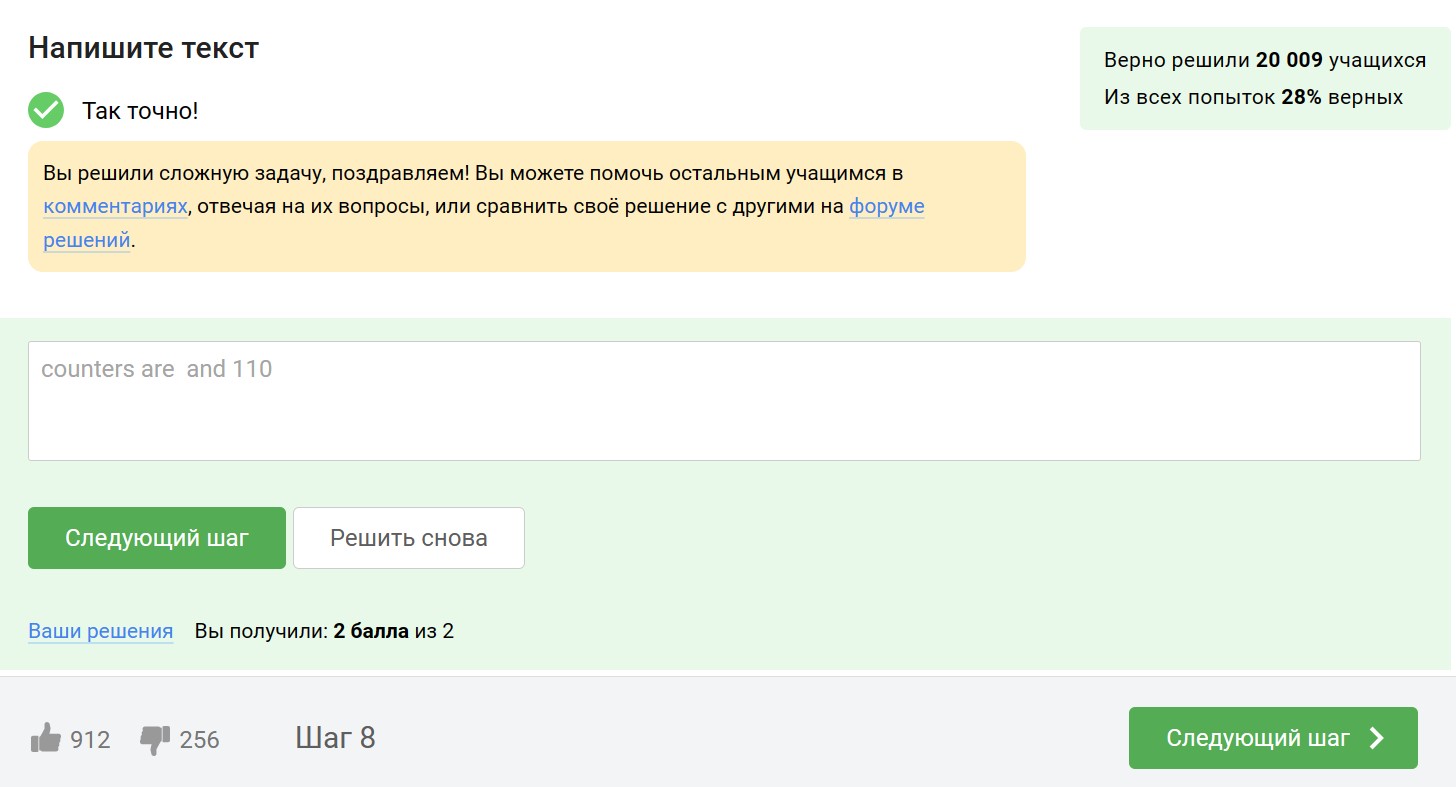 Напишите текст
Верно решили 20 009 учащихся
Из всех попыток 28% верных
Так точно!
Вы решили сложную задачу, поздравляем! Вы можете помочь остальным учащимся в
комментариях, отвечая на их вопросы, или сравнить своё решение с другими на форуме
решений.
counters are  and 110
Следующий шаг
Решить снова
Ваши решения Вы получили: 2 балла из 2
912 256 Шаг 8 Следующий шаг